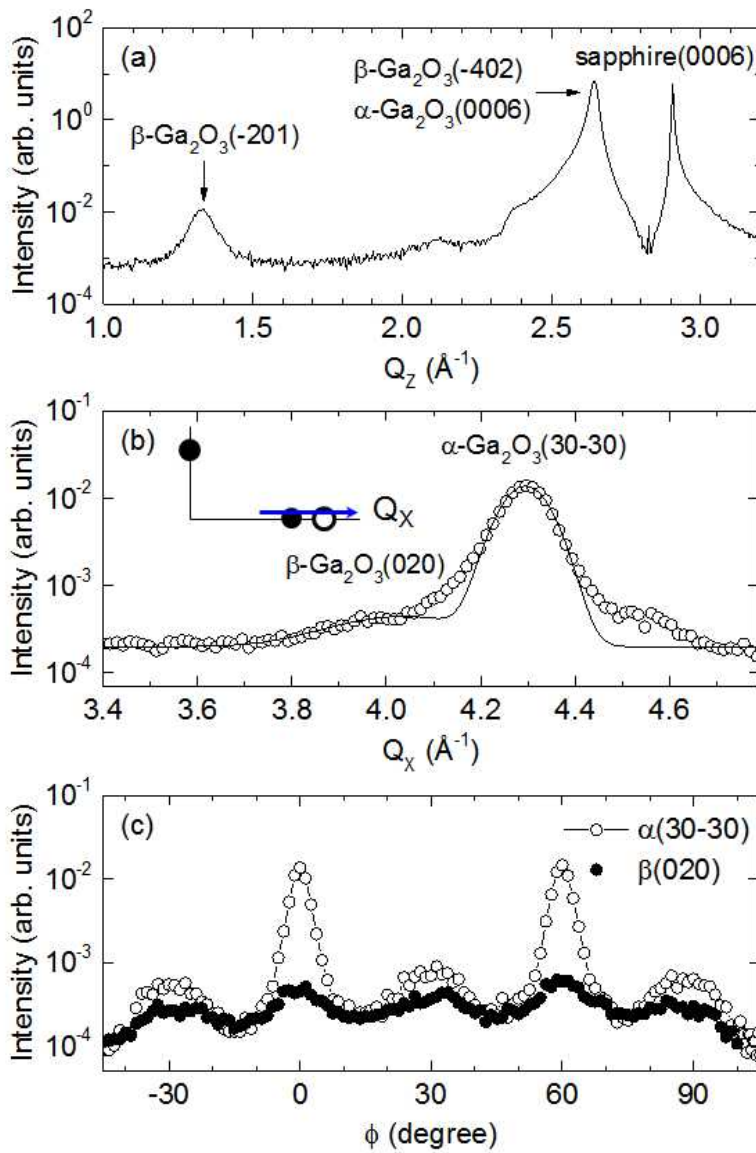 (a)
β-Ga2O3(-402)
α-Ga2O3(0006)
sapphire(0006)
β-Ga2O3(-201)
Intensity (arb. units)
10^2
10^0
10^-2
10^-4
1.0 1.5 2.0 2.5 3.0
QZ (Å^-1)
(b)
α-Ga2O3(30-30)
QX
β-Ga2O3(020)
Intensity (arb. units)
10^-1
10^-2
10^-3
10^-4
3.4 3.6 3.8 4.0 4.2 4.4 4.6
QX (Å^-1)
(c)
α(30-30)
β(020)
Intensity (arb. units)
10^-1
10^-2
10^-3
10^-4
-30 0 30 60 90
ϕ (degree)